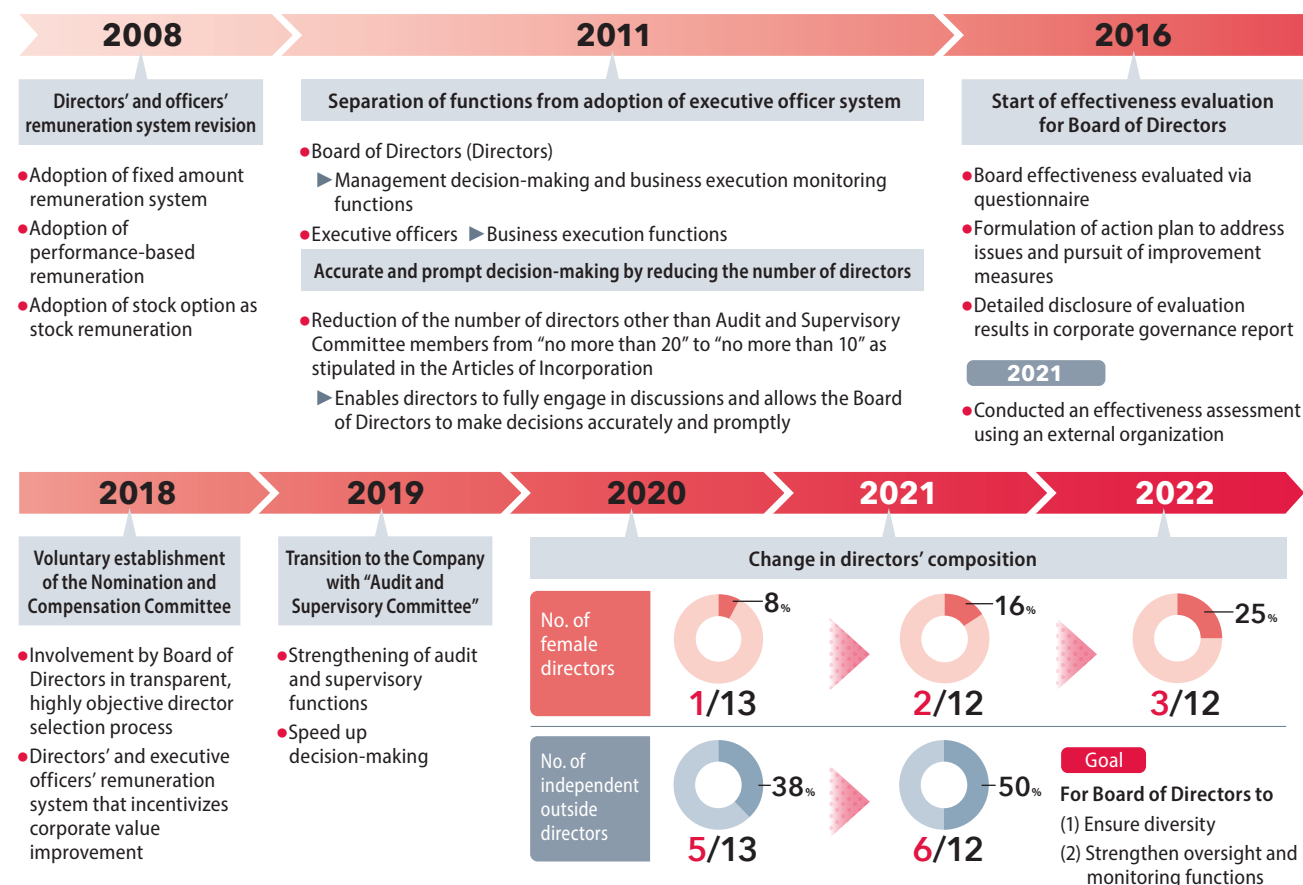 2008
Directors’ and officers’
remuneration system revision
●Adoption of fixed amount
remuneration system
●Adoption of
performance-based
remuneration
●Adoption of stock option as
stock remuneration
2011
Separation of functions from adoption of executive officer system
●Board of Directors (Directors)
▶Management decision-making and business execution monitoring
functions
●Executive officers ▶Business execution functions
Accurate and prompt decision-making by reducing the number of directors
●Reduction of the number of directors other than Audit and Supervisory
Committee members from “no more than 20” to “no more than 10” as
stipulated in the Articles of Incorporation
▶Enables directors to fully engage in discussions and allows the Board
of Directors to make decisions accurately and promptly
2016
Start of effectiveness evaluation
for Board of Directors
●Board effectiveness evaluated via
questionnaire
●Formulation of action plan to address
issues and pursuit of improvement
measures
●Detailed disclosure of evaluation
results in corporate governance report
2021
●Conducted an effectiveness assessment
using an external organization
2018
Voluntary establishment
of the Nomination and
Compensation Committee
●Involvement by Board of
Directors in transparent,
highly objective director
selection process
●Directors’ and executive
officers’ remuneration
system that incentivizes
corporate value
improvement
2019
Transition to the Company
with “Audit and
Supervisory Committee”
●Strengthening of audit
and supervisory
functions
●Speed up
decision-making
2020
2021
2022
Change in directors’ composition
No. of
female
directors
8%
1/13
16%
2/12
25%
3/12
No. of
independent
outside
directors
38%
5/13
50%
6/12
Goal
For Board of Directors to
(1) Ensure diversity
(2) Strengthen oversight and
monitoring functions